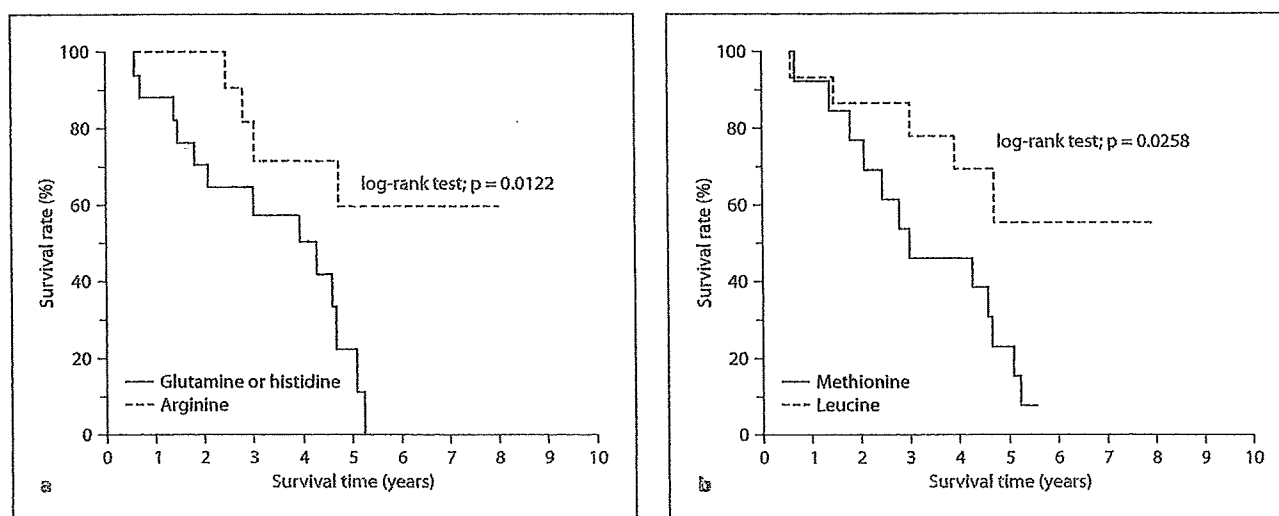 100
80
60
40
20
0
Survival rate (%)
log-rank test; p = 0.0122
Glutamine or histidine
Arginine
0 1 2 3 4 5 6 7 8 9 10
Survival time (years)
a
100
80
60
40
20
0
Survival rate (%)
log-rank test; p = 0.0258
Methionine
Leucine
0 1 2 3 4 5 6 7 8 9 10
Survival time (years)
b